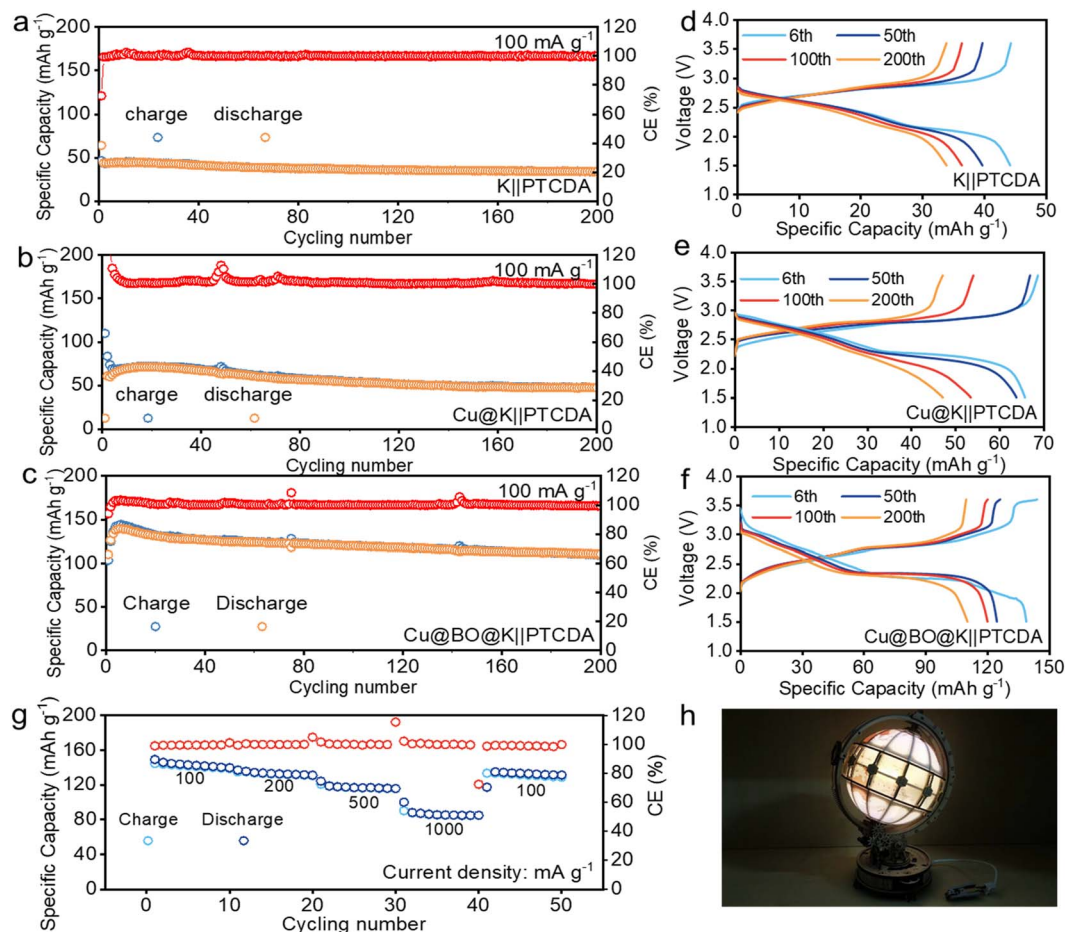 a
Specific Capacity (mAh g⁻¹)
200
150
100
50
0
100 mA g⁻¹
charge
discharge
K||PTCDA
120
100
80
60
40
20
0
CE (%)
0
40
80
120
160
200
Cycling number
d
Voltage (V)
4.0
3.5
3.0
2.5
2.0
1.5
1.0
6th
50th
100th
200th
K||PTCDA
0
10
20
30
40
50
Specific Capacity (mAh g⁻¹)
b
Specific Capacity (mAh g⁻¹)
200
150
100
50
0
100 mA g⁻¹
charge
discharge
Cu@K||PTCDA
120
100
80
60
40
20
0
CE (%)
0
40
80
120
160
200
Cycling number
e
Voltage (V)
4.0
3.5
3.0
2.5
2.0
1.5
1.0
6th
50th
100th
200th
Cu@K||PTCDA
0
10
20
30
40
50
60
70
Specific Capacity (mAh g⁻¹)
c
Specific Capacity (mAh g⁻¹)
200
150
100
50
0
100 mA g⁻¹
Charge
Discharge
Cu@BO@K||PTCDA
120
100
80
60
40
20
0
CE (%)
0
40
80
120
160
200
Cycling number
f
Voltage (V)
4.0
3.5
3.0
2.5
2.0
1.5
1.0
6th
50th
100th
200th
Cu@BO@K||PTCDA
0
30
60
90
120
150
Specific Capacity (mAh g⁻¹)
g
Specific Capacity (mAh g⁻¹)
200
160
120
80
40
0
100
200
500
1000
100
Charge
Discharge
Current density: mA g⁻¹
120
100
80
60
40
20
0
CE (%)
0
10
20
30
40
50
Cycling number
h